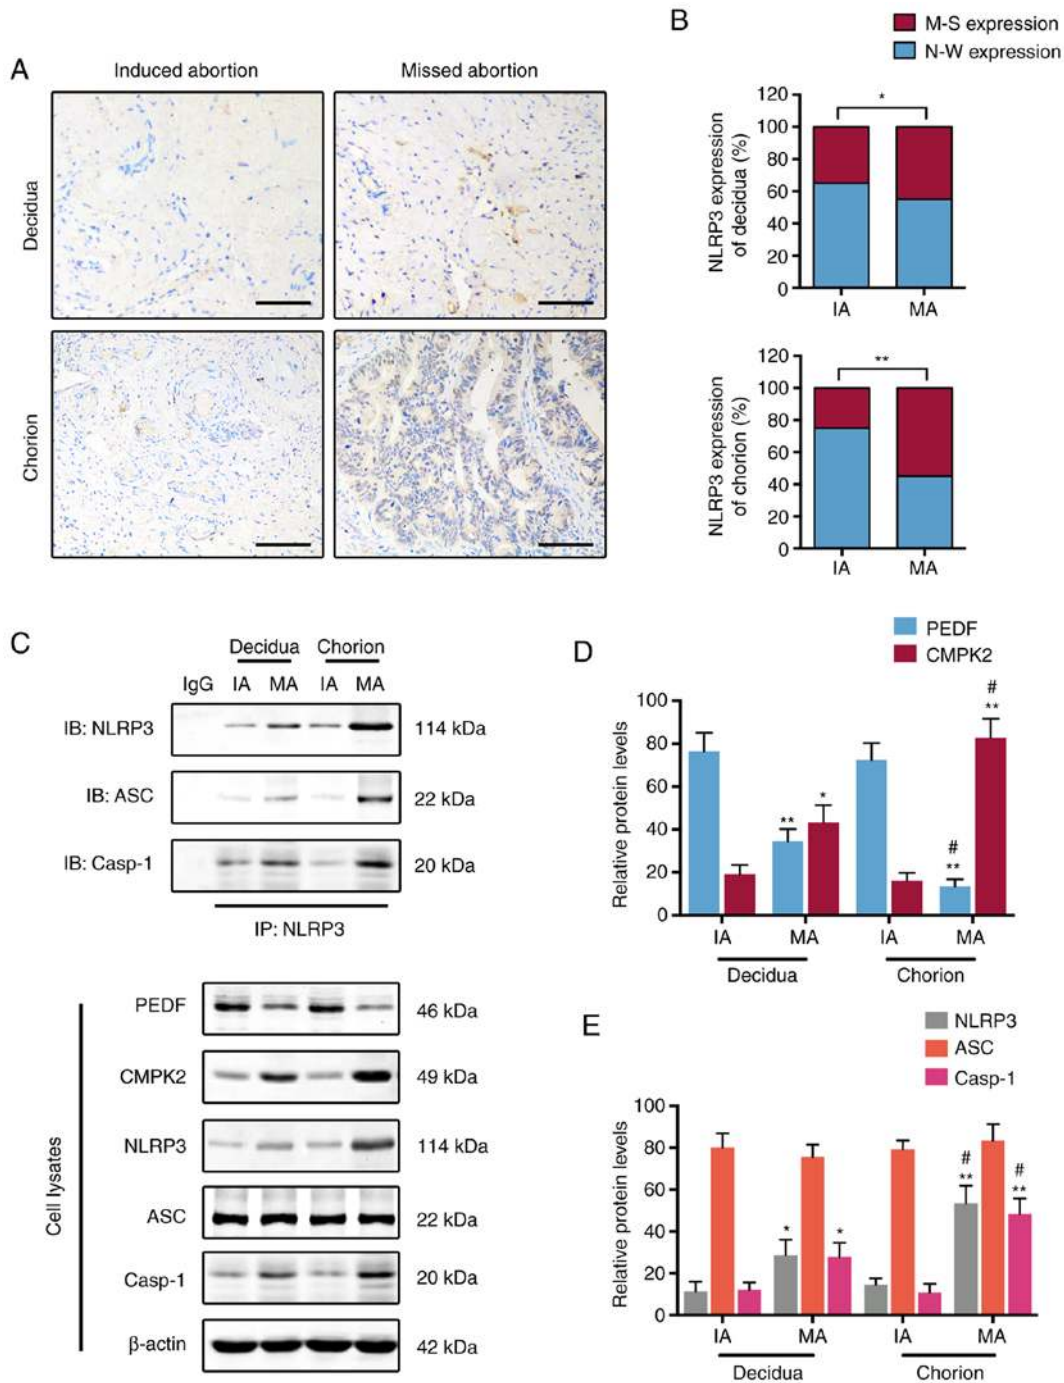 A
Induced abortion Missed abortion
Decidua
Chorion
B
M-S expression
N-W expression
NLRP3 expression
of decidua (%)
120
100
80
60
40
20
0
*
IA MA
NLRP3 expression
of chorion (%)
120
100
80
60
40
20
0
**
IA MA
C
Decidua Chorion
IgG IA MA IA MA
IB: NLRP3 114 kDa
IB: ASC 22 kDa
IB: Casp-1 20 kDa
IP: NLRP3
Cell lysates
PEDF 46 kDa
CMPK2 49 kDa
NLRP3 114 kDa
ASC 22 kDa
Casp-1 20 kDa
β-actin 42 kDa
D
PEDF
CMPK2
Relative protein levels
100
80
60
40
20
0
** * # ** # **
IA MA IA MA
Decidua Chorion
E
NLRP3
ASC
Casp-1
Relative protein levels
100
80
60
40
20
0
* * # ** # **
IA MA IA MA
Decidua Chorion